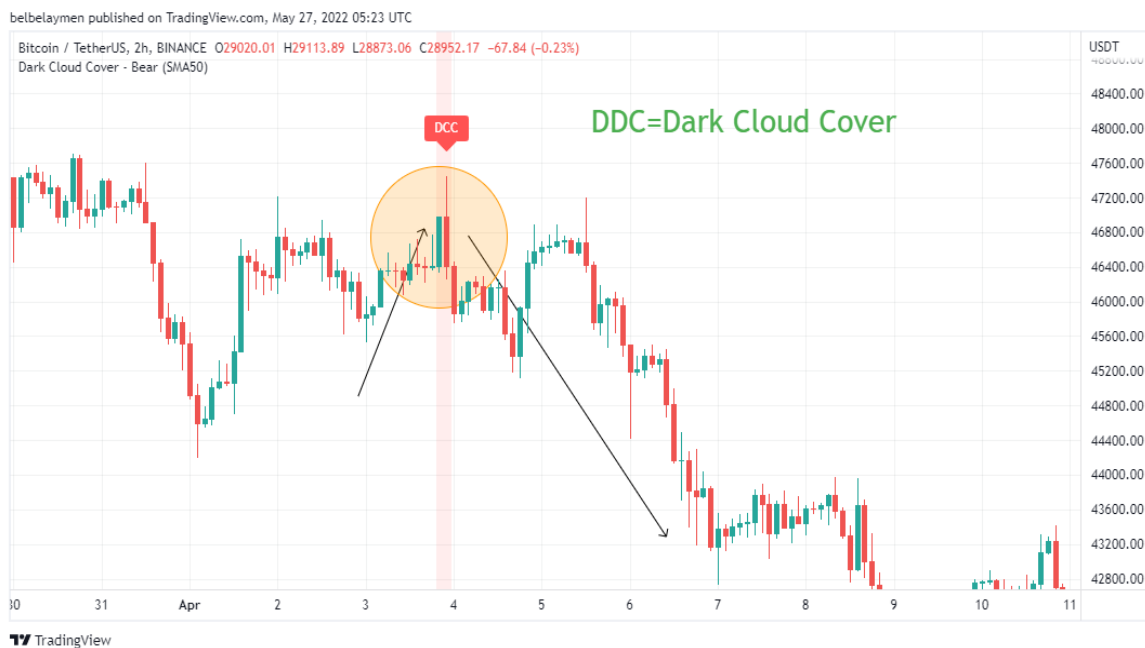 belbelaymen published on TradingView.com, May 27, 2022 05:23 UTC
Bitcoin / TetherUS, 2h, BINANCE O29020.01 H29113.89 L28873.06 C28952.17 −67.84 (−0.23%)
Dark Cloud Cover - Bear (SMA50)
USDT
48800.00
48400.00
DDC=Dark Cloud Cover
DCC
48000.00
47600.00
47200.00
46800.00
46400.00
46000.00
45600.00
45200.00
44800.00
44400.00
44000.00
43600.00
43200.00
42800.00
30 31 Apr 2 3 4 5 6 7 8 9 10 11
TradingView